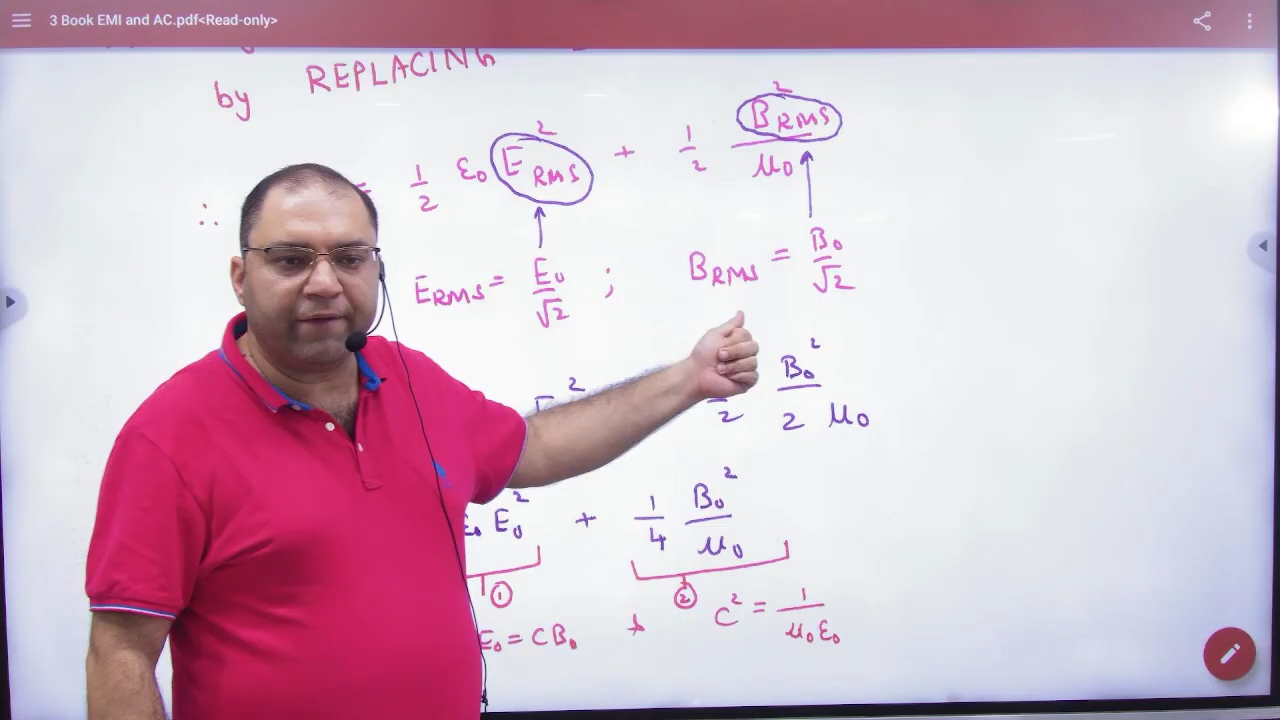 3 Book EMI and AC.pdf<Read-only>
by REPLACING
∴ = 1/2 ε₀ E²RMS + 1/2 B²RMS/μ₀
ERMS = E₀/√2 ; BRMS = B₀/√2
2 B₀²/2 μ₀
ε₀ E₀² + 1/4 B₀²/μ₀
① ②
E₀ = CB₀ & C² = 1/μ₀ε₀